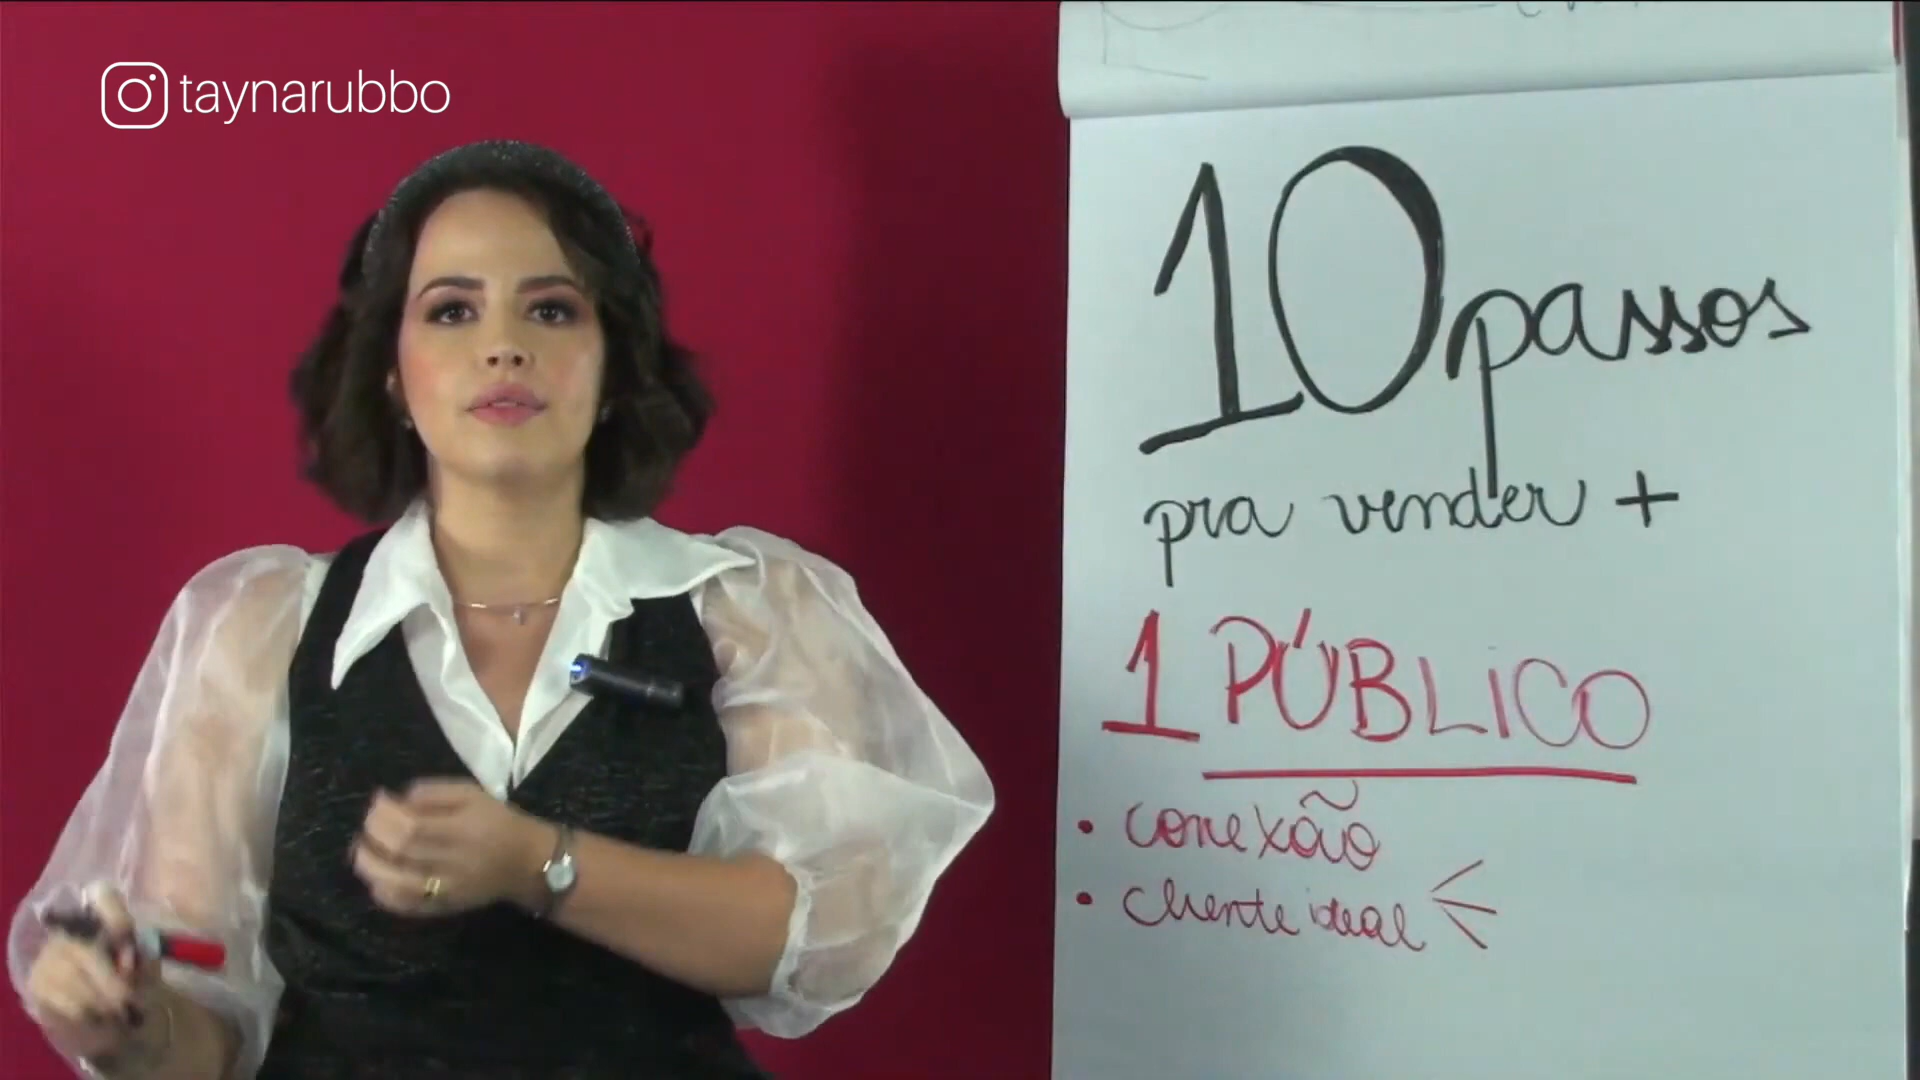 taynarubbo
10 passos
pra vender +
1 PÚBLICO
• conexão
• cliente ideal